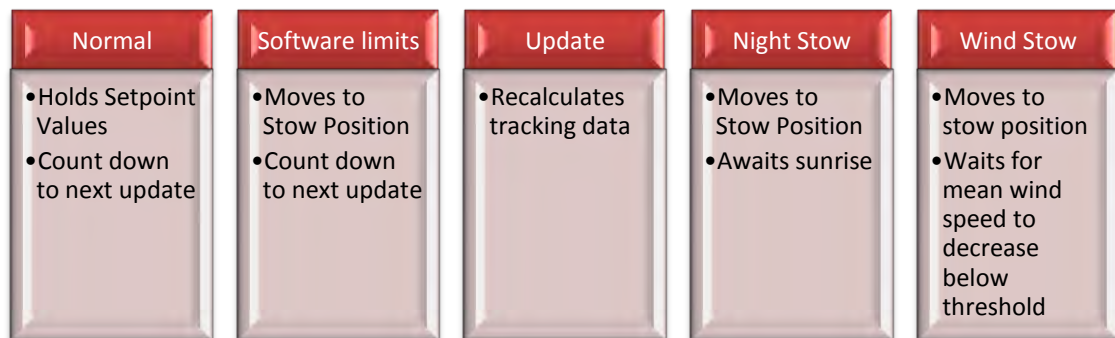 Normal
•Holds Setpoint
Values
•Count down
to next update
Software limits
•Moves to
Stow Position
•Count down
to next update
Update
•Recalculates
tracking data
Night Stow
•Moves to
Stow Position
•Awaits sunrise
Wind Stow
•Moves to
stow position
•Waits for
mean wind
speed to
decrease
below
threshold